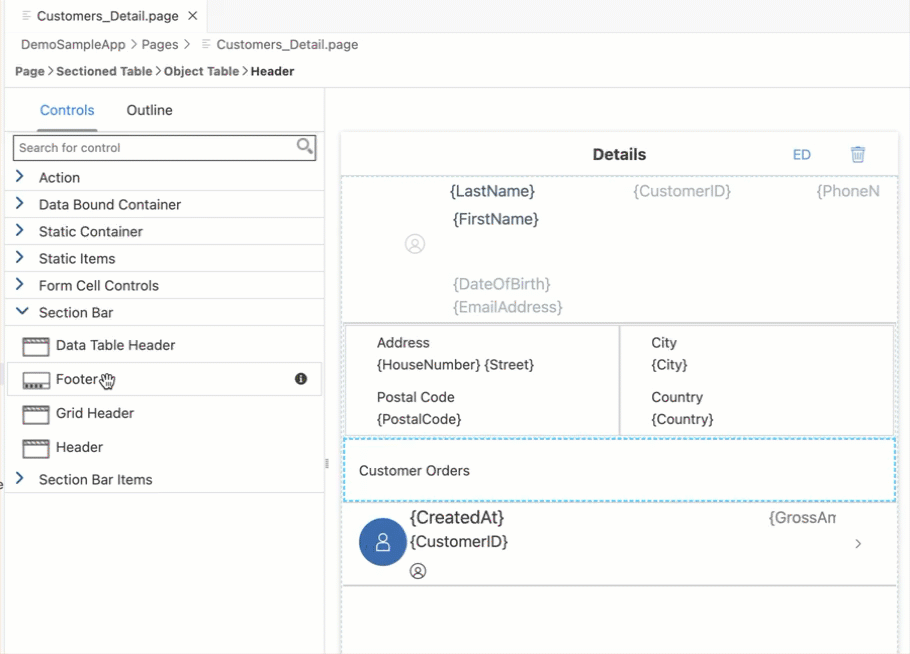 Customers_Detail.page
DemoSampleApp Pages Customers_Detail.page
Page Sectioned Table Object Table Header
Controls Outline
Search for control
Action
Data Bound Container
Static Container
Static Items
Form Cell Controls
Section Bar
Data Table Header
Footer
Grid Header
Header
Section Bar Items
e
Details ED
{LastName} {CustomerID} {PhoneN
{FirstName}
{DateOfBirth}
{EmailAddress}
Address City
{HouseNumber} {Street} {City}
Postal Code Country
{PostalCode} {Country}
Customer Orders
{CreatedAt} {GrossAm
{CustomerID}